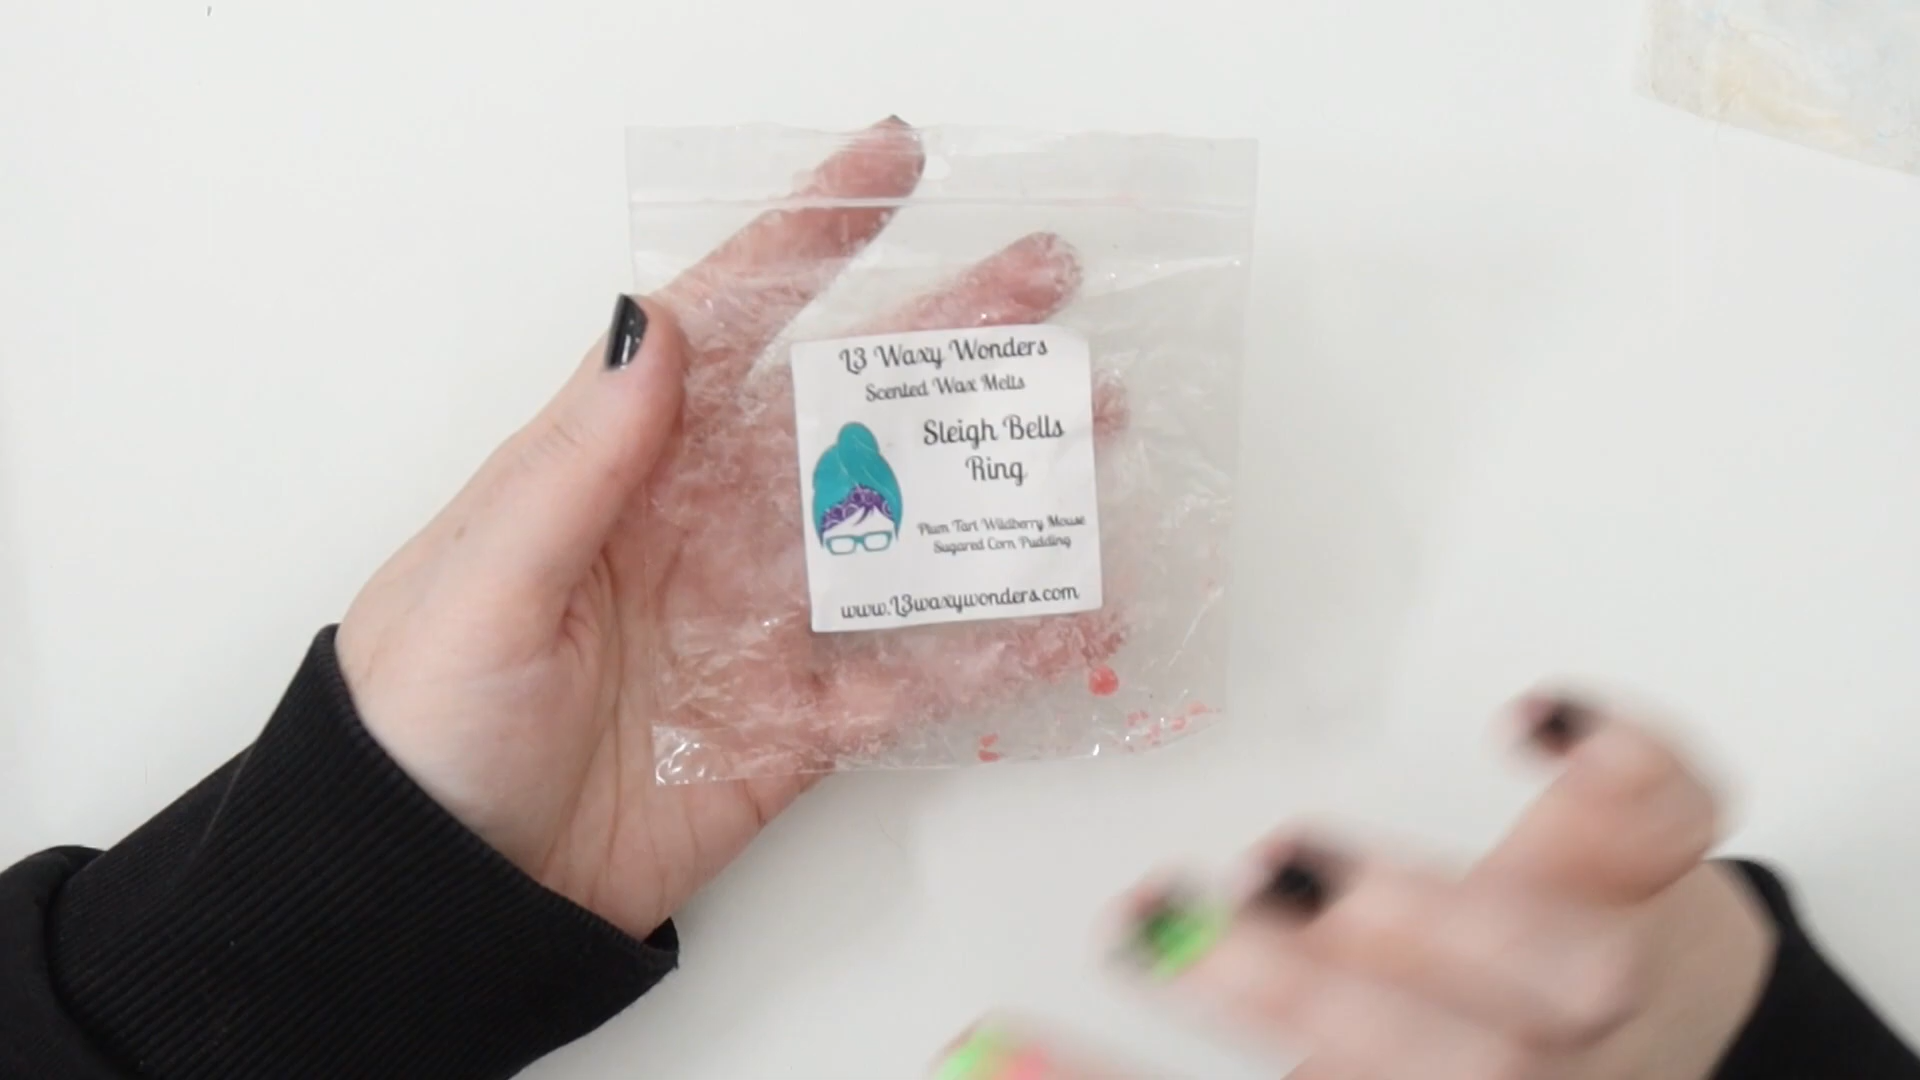 L3 Waxy Wonders
Scented Wax Melts
Sleigh Bells
Ring
Plum Tart Wildberry Mouse
Sugared Corn Pudding
www.L3waxywonders.com